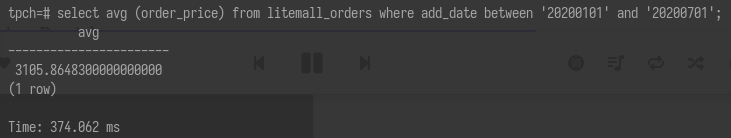 tpch=# select avg (order_price) from litemall_orders where add_date between '20200101' and '20200701';
avg
----------------------
3105.8648300000000000
(1 row)
Time: 374.062 ms